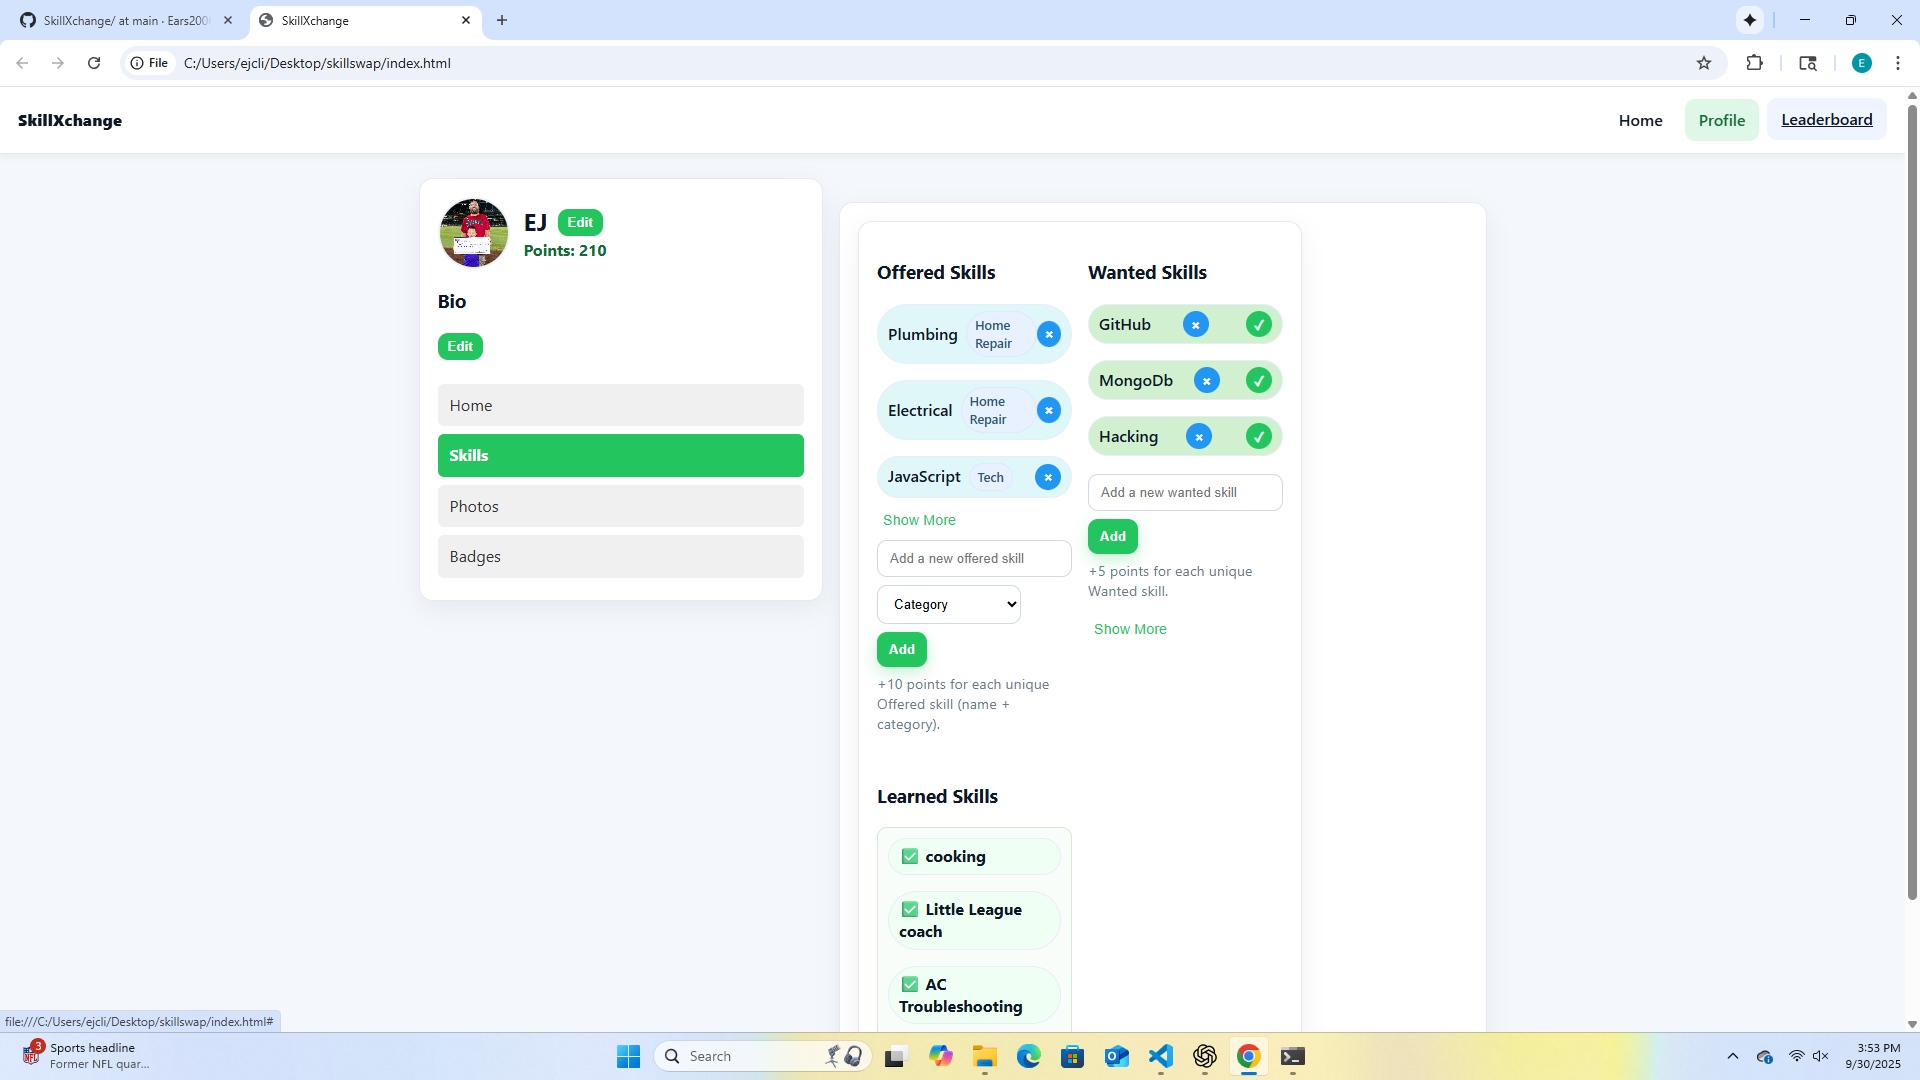 SkillXchange/ at main · Ears200
SkillXchange
File
C:/Users/ejcli/Desktop/skillswap/index.html
E
SkillXchange
Home
Profile
Leaderboard
EJ
Edit
Points: 210
Bio
Edit
Home
Skills
Photos
Badges
Offered Skills
Plumbing
Home
Repair
Electrical
Home
Repair
JavaScript
Tech
Show More
Add a new offered skill
Category
Add
+10 points for each unique
Offered skill (name +
category).
Wanted Skills
GitHub
MongoDb
Hacking
Add a new wanted skill
Add
+5 points for each unique
Wanted skill.
Show More
Learned Skills
✅ cooking
✅ Little League
coach
✅ AC
Troubleshooting
file:///C:/Users/ejcli/Desktop/skillswap/index.html#
3
Sports headline
Former NFL quar...
Search
3:53 PM
9/30/2025